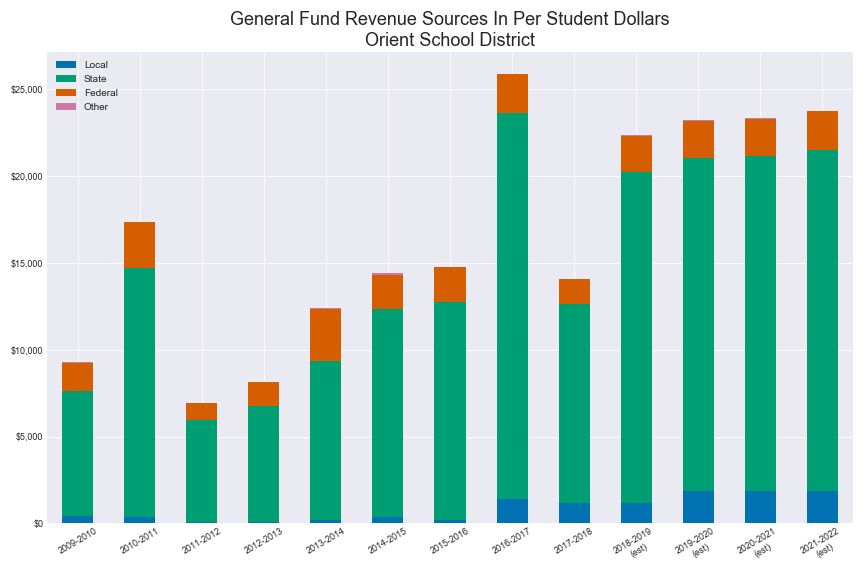 General Fund Revenue Sources In Per Student Dollars
Orient School District
Local
State
Federal
Other
$25,000
$20,000
$15,000
$10,000
$5,000
$0
2009-2010
2010-2011
2011-2012
2012-2013
2013-2014
2014-2015
2015-2016
2016-2017
2017-2018
2018-2019
(est)
2019-2020
(est)
2020-2021
(est)
2021-2022
(est)